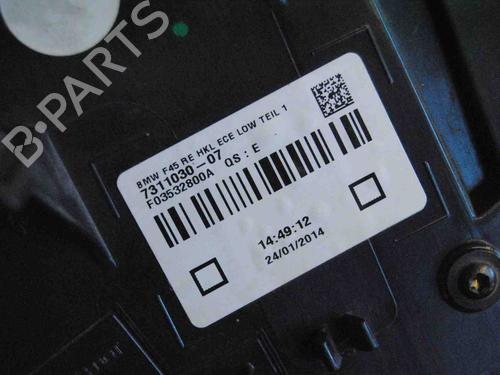 B-PARTS
BMW F45 RE HKL ECE LOW TEIL 1
7311030-07
F03532800A QS: E
14:49:12
24/01/2014